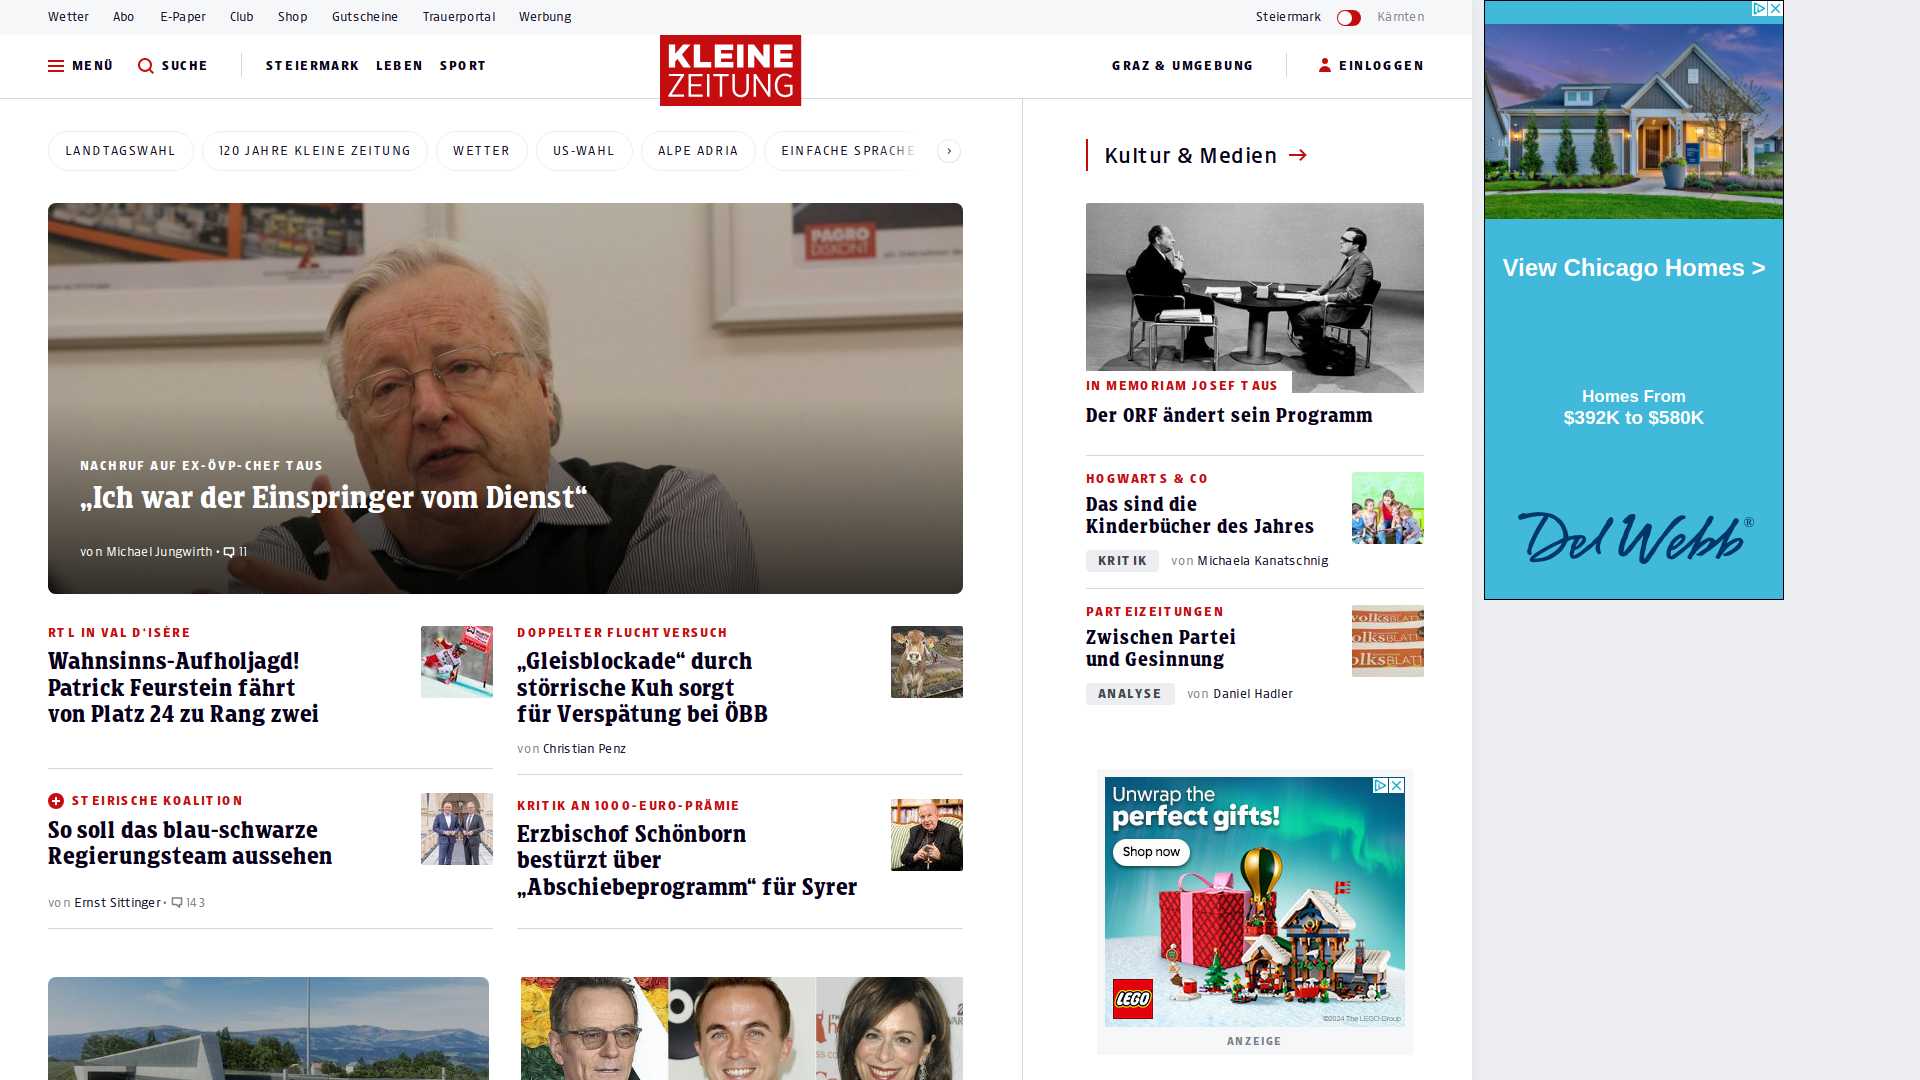 Wetter
Abo
E-Paper
Club
Shop
Gutscheine
Trauerportal
Werbung
Steiermark
Kärnten
MENÜ
SUCHE
STEIERMARK
LEBEN
SPORT
KLEINE
ZEITUNG
GRAZ & UMGEBUNG
EINLOGGEN
LANDTAGSWAHL
120 JAHRE KLEINE ZEITUNG
WETTER
US-WAHL
ALPE ADRIA
EINFACHE SPRACHE
PAGRO
DISKONT
NACHRUF AUF EX-ÖVP-CHEF TAUS
„Ich war der Einspringer vom Dienst“
von Michael Jungwirth • 11
RTL IN VAL D'ISÈRE
Wahnsinns-Aufholjagd!
Patrick Feurstein fährt
von Platz 24 zu Rang zwei
DOPPELTER FLUCHTVERSUCH
„Gleisblockade“ durch
störrische Kuh sorgt
für Verspätung bei ÖBB
von Christian Penz
STEIRISCHE KOALITION
So soll das blau-schwarze
Regierungsteam aussehen
von Ernst Sittinger • 143
KRITIK AN 1000-EURO-PRÄMIE
Erzbischof Schönborn
bestürzt über
„Abschiebeprogramm“ für Syrer
Kultur & Medien
IN MEMORIAM JOSEF TAUS
Der ORF ändert sein Programm
HOGWARTS & CO
Das sind die
Kinderbücher des Jahres
KRITIK
von Michaela Kanatschnig
PARTEIZEITUNGEN
Zwischen Partei
und Gesinnung
ANALYSE
von Daniel Hadler
Unwrap the
perfect gifts!
Shop now
LEGO
©2024 The LEGO Group
ANZEIGE
View Chicago Homes >
Homes From
$392K to $580K
Del Webb®